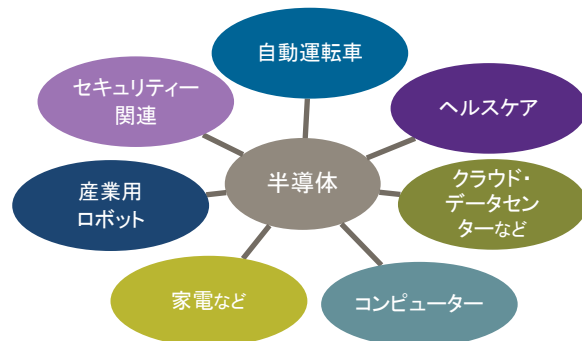 自動運転車
セキュリティー
関連
ヘルスケア
半導体
産業用
ロボット
クラウド・
データセン
ターなど
家電など
コンピューター